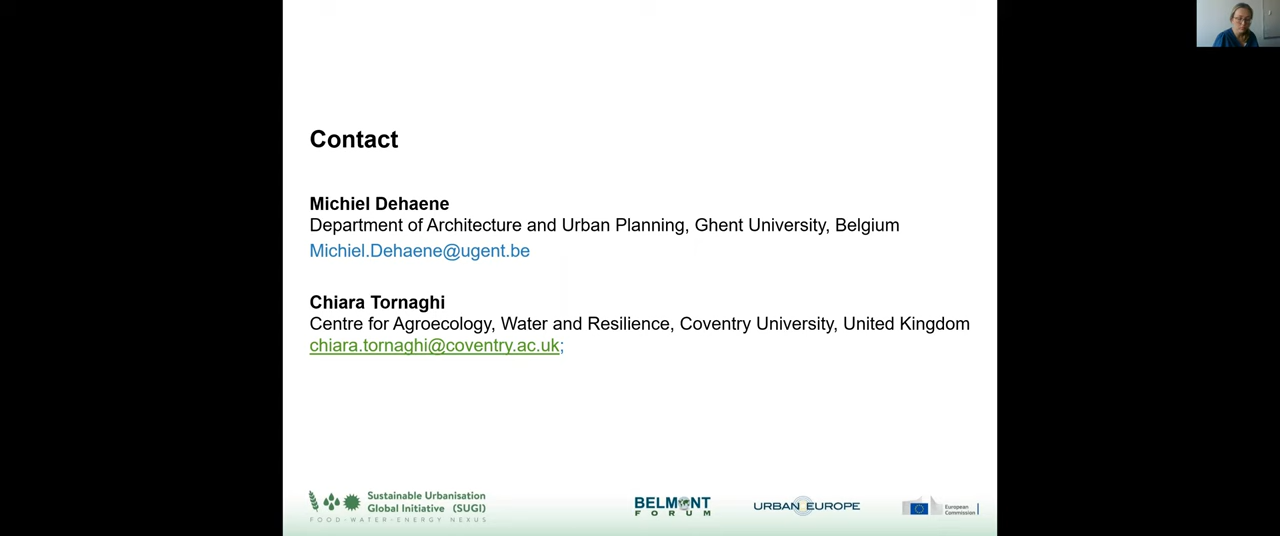 Contact
Michiel Dehaene
Department of Architecture and Urban Planning, Ghent University, Belgium
Michiel.Dehaene@ugent.be
Chiara Tornaghi
Centre for Agroecology, Water and Resilience, Coventry University, United Kingdom
chiara.tornaghi@coventry.ac.uk;
Sustainable Urbanisation
Global Initiative (SUGI)
FOOD-WATER-ENERGY NEXUS
BELMONT
FORUM
URBAN EUROPE
European
Commission